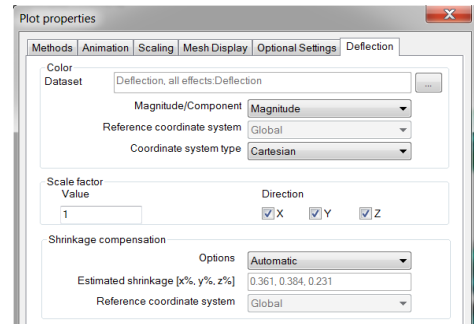 Plot properties
Methods Animation Scaling Mesh Display Optional Settings Deflection
Color
Dataset Deflection, all effects:Deflection ...
Magnitude/Component Magnitude
Reference coordinate system Global
Coordinate system type Cartesian
Scale factor
Value Direction
1 X Y Z
Shrinkage compensation
Options Automatic
Estimated shrinkage [x%, y%, z%] 0.361, 0.384, 0.231
Reference coordinate system Global